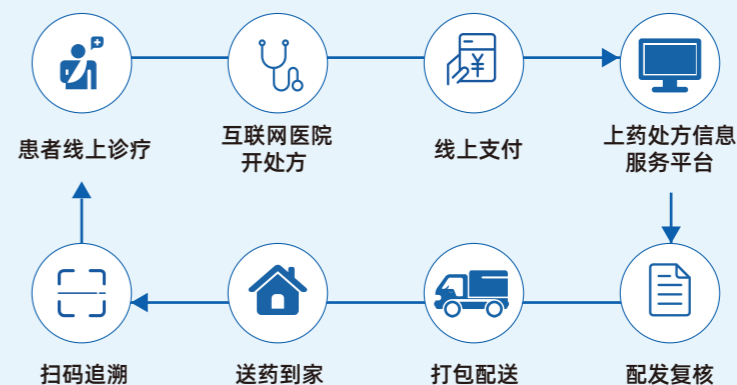 患者线上诊疗
互联网医院
开处方
线上支付
¥
上药处方信息
服务平台
扫码追溯
送药到家
打包配送
配发复核